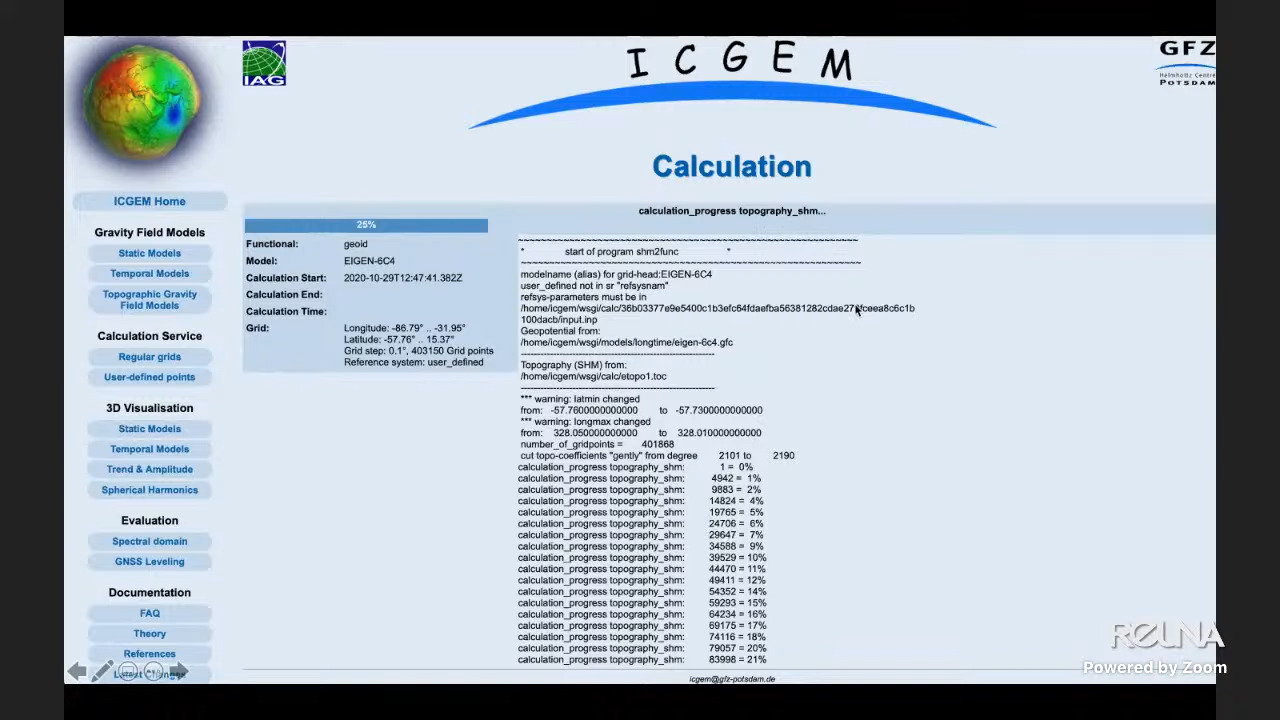 I C G E M
IAG
GFZ
Helmholtz Centre
POTSDAM
Calculation
ICGEM Home
Gravity Field Models
Static Models
Temporal Models
Topographic Gravity
Field Models
Calculation Service
Regular grids
User-defined points
3D Visualisation
Static Models
Temporal Models
Trend & Amplitude
Spherical Harmonics
Evaluation
Spectral domain
GNSS Leveling
Documentation
FAQ
Theory
References
Latest Changes
calculation_progress topography_shm...
25%
Functional: geoid
Model: EIGEN-6C4
Calculation Start: 2020-10-29T12:47:41.382Z
Calculation End:
Calculation Time:
Grid: Longitude: -86.79° .. -31.95°
Latitude: -57.76° .. 15.37°
Grid step: 0.1°, 403150 Grid points
Reference system: user_defined
~~~~~~~~~~~~~~~~~~~~~~~~~~~~~~~~~~~~~~~~~~~~~~~~~~~~~~~~~~~~
* start of program shm2func *
~~~~~~~~~~~~~~~~~~~~~~~~~~~~~~~~~~~~~~~~~~~~~~~~~~~~~~~~~~~~
modelname (alias) for grid-head:EIGEN-6C4
user_defined not in sr "refsysnam"
refsys-parameters must be in
100dacb/input.inp
Geopotential from:
/home/icgem/wsgi/models/longtime/eigen-6c4.gfc
------------------------------------------------------
Topography (SHM) from:
/home/icgem/wsgi/calc/etopo1.toc
------------------------------------------------------
*** warning: latmin changed
from: -57.7600000000000 to -57.7300000000000
*** warning: longmax changed
from: 328.050000000000 to 328.010000000000
number_of_gridpoints = 401868
cut topo-coefficients "gently" from degree 2101 to 2190
calculation_progress topography_shm: 1 = 0%
calculation_progress topography_shm: 4942 = 1%
calculation_progress topography_shm: 9883 = 2%
calculation_progress topography_shm: 14824 = 4%
calculation_progress topography_shm: 19765 = 5%
calculation_progress topography_shm: 24706 = 6%
calculation_progress topography_shm: 29647 = 7%
calculation_progress topography_shm: 34588 = 9%
calculation_progress topography_shm: 39529 = 10%
calculation_progress topography_shm: 44470 = 11%
calculation_progress topography_shm: 49411 = 12%
calculation_progress topography_shm: 54352 = 14%
calculation_progress topography_shm: 59293 = 15%
calculation_progress topography_shm: 64234 = 16%
calculation_progress topography_shm: 69175 = 17%
calculation_progress topography_shm: 74116 = 18%
calculation_progress topography_shm: 79057 = 20%
calculation_progress topography_shm: 83998 = 21%
icgem@gfz-potsdam.de
Powered by Zoom